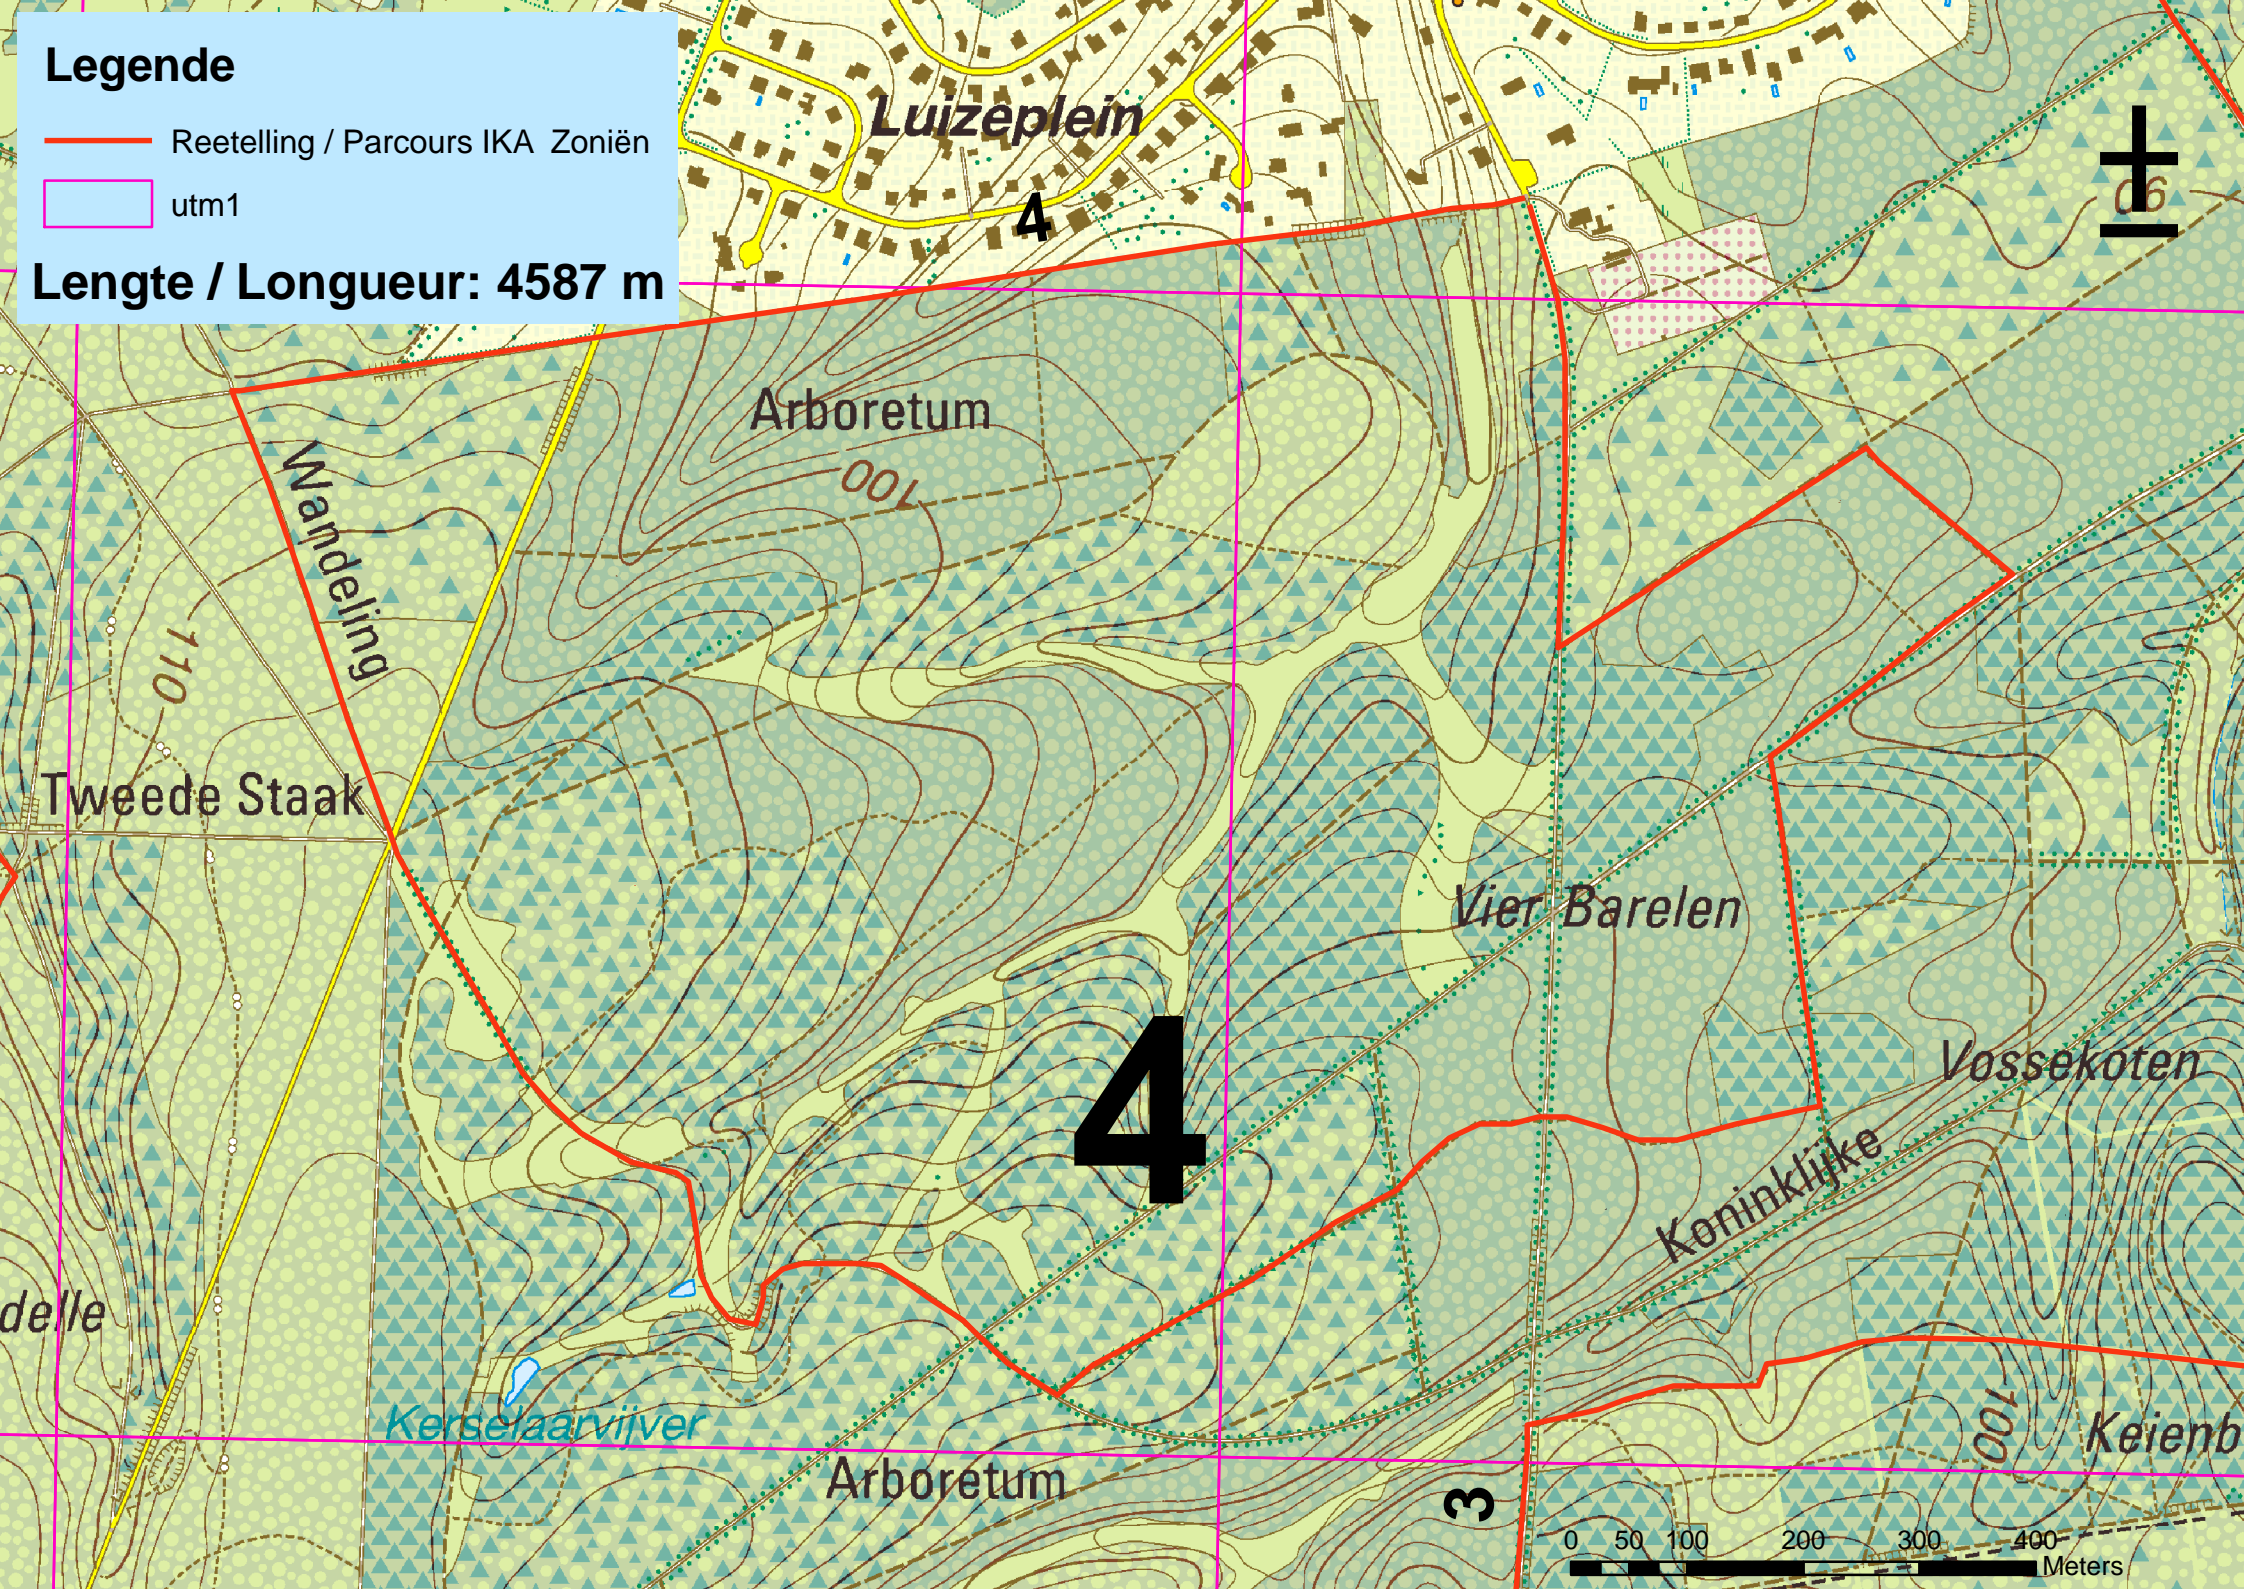 Legende
Reetelling / Parcours IKA Zoniën
utm1
Lengte / Longueur: 4587 m
Luizeplein
4
90
Arboretum
100
Wandeling
110
Tweede Staak
Vier Barelen
4
Vossekoten
Koninklijke
delle
Kerselaarvijver
Arboretum
100
Keienb
3
0 50 100 200 300 400
Meters